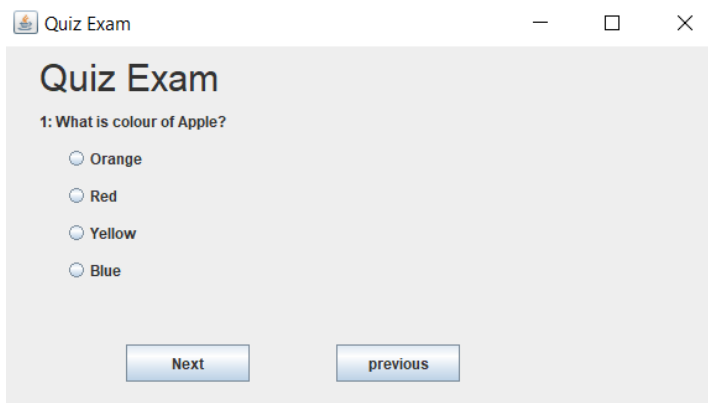 Quiz Exam
Quiz Exam
1: What is colour of Apple?
Orange
Red
Yellow
Blue
Next previous